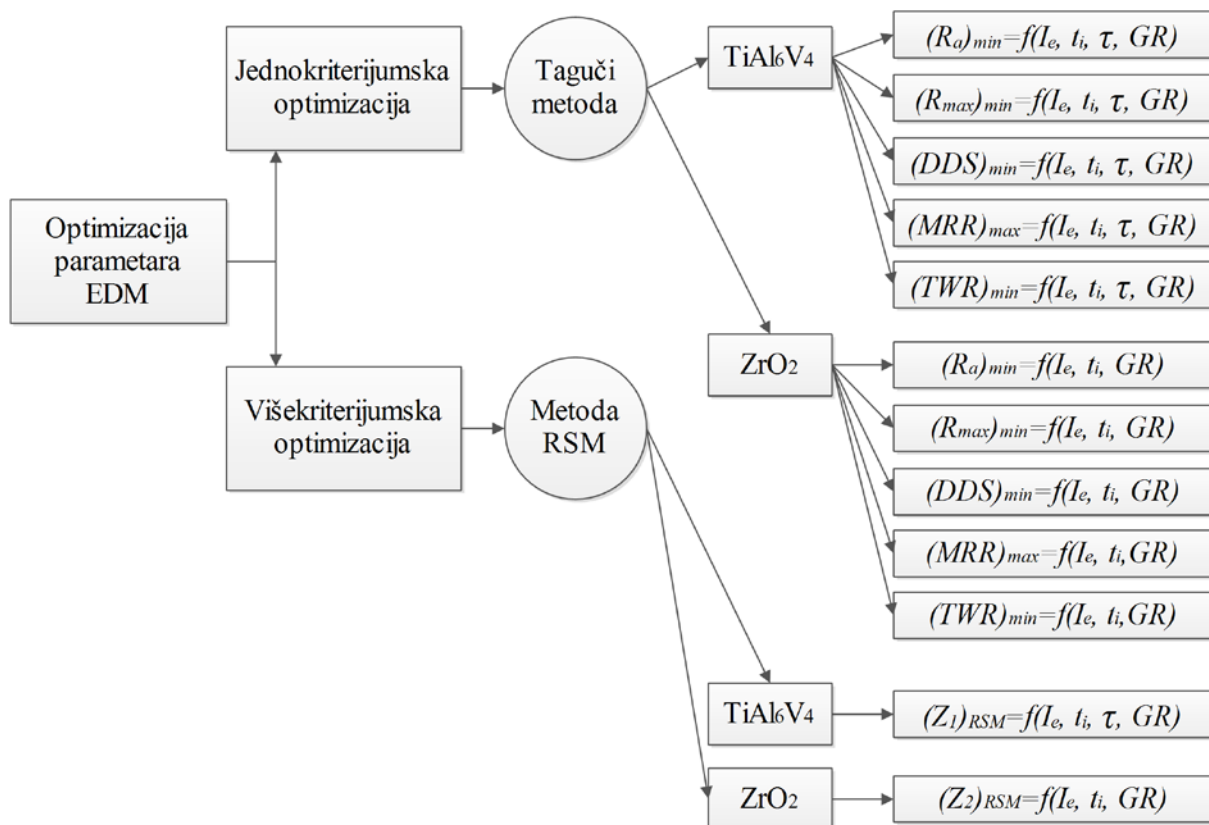 Optimizacija
parametara
EDM
Jednokriterijumska
optimizacija
Taguči
metoda
TiAl₆V₄
(Rₐ)min=f(Iₑ, tᵢ, τ, GR)
(Rmax)min=f(Iₑ, tᵢ, τ, GR)
(DDS)min=f(Iₑ, tᵢ, τ, GR)
(MRR)max=f(Iₑ, tᵢ, τ, GR)
(TWR)min=f(Iₑ, tᵢ, τ, GR)
ZrO₂
(Rₐ)min=f(Iₑ, tᵢ, GR)
(Rmax)min=f(Iₑ, tᵢ, GR)
(DDS)min=f(Iₑ, tᵢ, GR)
(MRR)max=f(Iₑ, tᵢ,GR)
(TWR)min=f(Iₑ, tᵢ,GR)
Višekriterijumska
optimizacija
Metoda
RSM
TiAl₆V₄
(Z₁)RSM=f(Iₑ, tᵢ, τ, GR)
ZrO₂
(Z₂)RSM=f(Iₑ, tᵢ, GR)